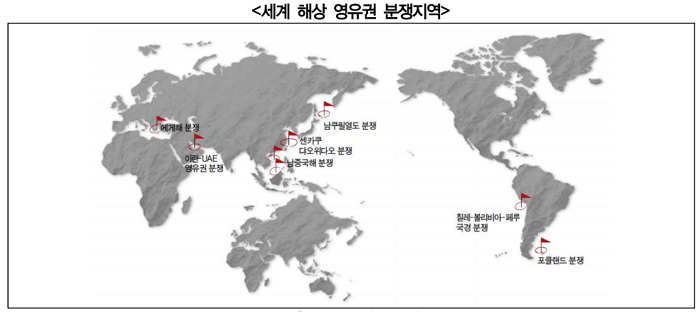 <세계 해상 영유권 분쟁지역>
남쿠릴열도 분쟁
에게해 분쟁
센카쿠
댜오위다오 분쟁
이란-UAE
영유권 분쟁
남중국해 분쟁
칠레-볼리비아-페루
국경 분쟁
포클랜드 분쟁